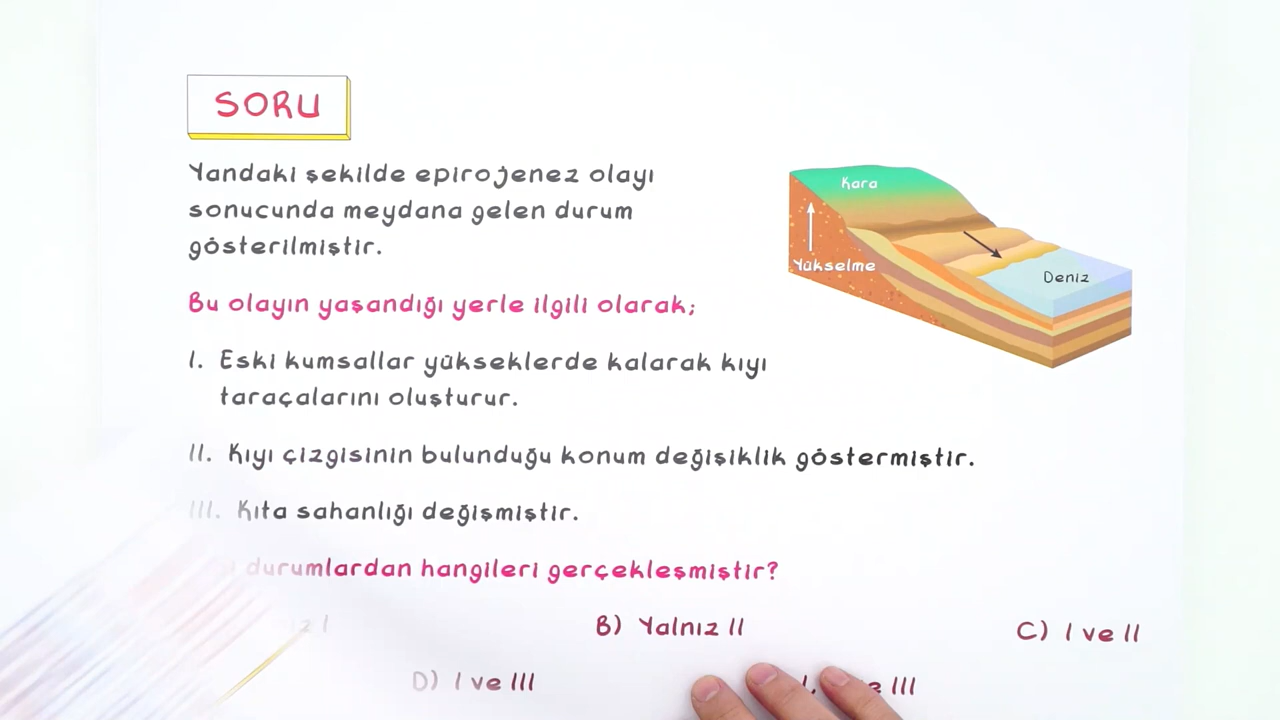 SORU
Yandaki şekilde epirojenez olayı
sonucunda meydana gelen durum
gösterilmiştir.
Kara
Yükselme
Deniz
Bu olayın yaşandığı yerle ilgili olarak;
I. Eski kumsallar yükseklerde kalarak kıyı
taraçalarını oluşturur.
II. Kıyı çizgisinin bulunduğu konum değişiklik göstermiştir.
III. Kıta sahanlığı değişmiştir.
durumlardan hangileri gerçekleşmiştir?
I
B) Yalnız II
C) I ve II
D) I ve III
III